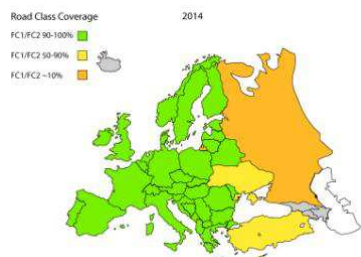 Road Class Coverage 2014
FC1/FC2 90-100%
FC1/FC2 50-90%
FC1/FC2 ~10%